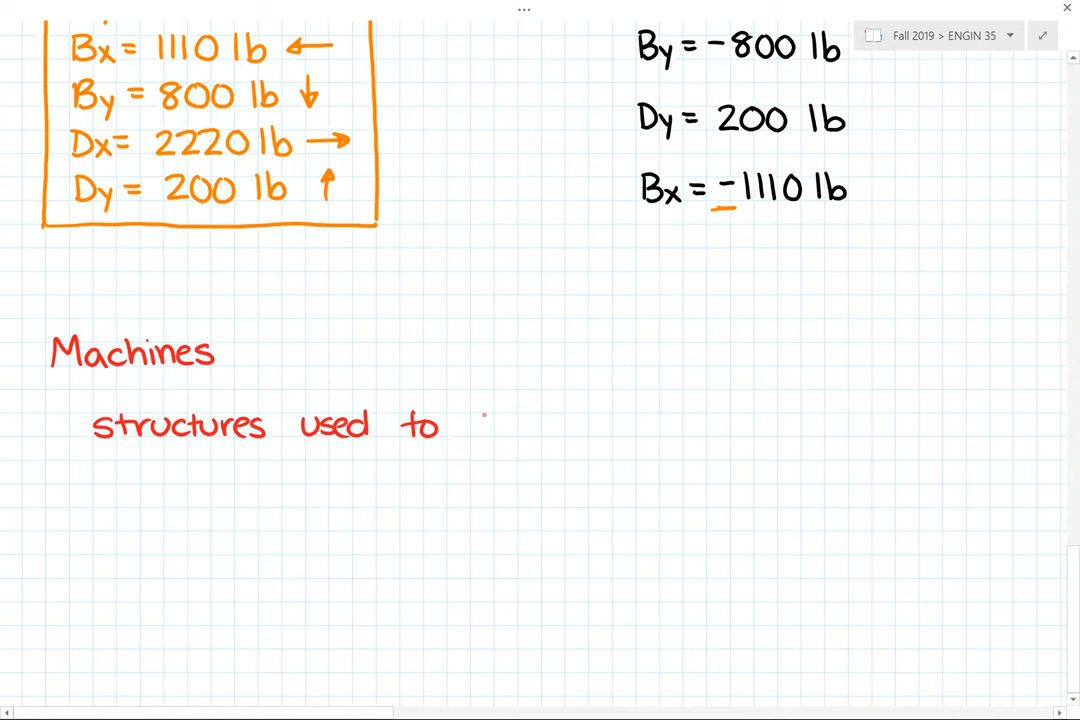 Fall 2019 > ENGIN 35
Bx = 1110 lb ←
By = 800 lb ↓
Dx = 2220 lb →
Dy = 200 lb ↑
By = -800 lb
Dy = 200 lb
Bx = -1110 lb
Machines
structures used to